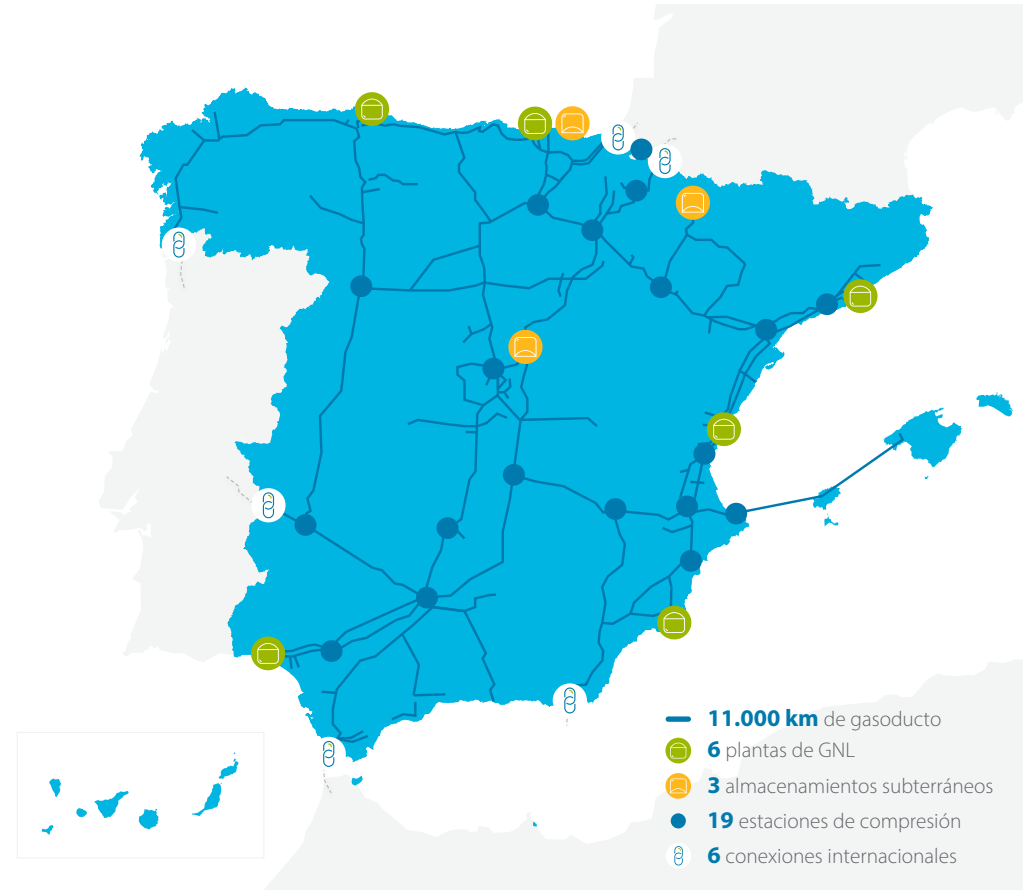 11.000 km de gasoducto
6 plantas de GNL
3 almacenamientos subterráneos
19 estaciones de compresión
6 conexiones internacionales